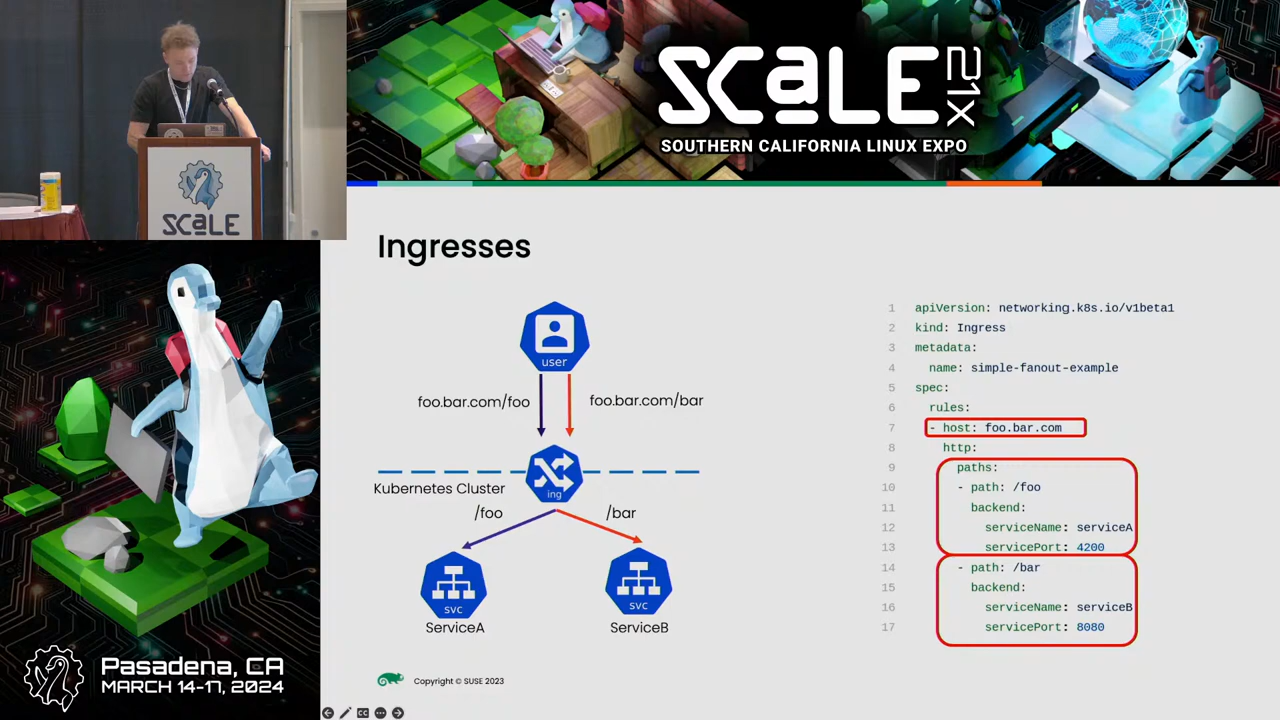 SCaLE 21X
SOUTHERN CALIFORNIA LINUX EXPO
SCaLE
Ingresses
user
foo.bar.com/foo
foo.bar.com/bar
Kubernetes Cluster
ing
/foo
/bar
svc
svc
ServiceA
ServiceB
1 apiVersion: networking.k8s.io/v1beta1
2 kind: Ingress
3 metadata:
4 name: simple-fanout-example
5 spec:
6 rules:
7 - host: foo.bar.com
8 http:
9 paths:
10 - path: /foo
11 backend:
12 serviceName: serviceA
13 servicePort: 4200
14 - path: /bar
15 backend:
16 serviceName: serviceB
17 servicePort: 8080
Copyright © SUSE 2023
CC
Pasadena, CA
MARCH 14-17, 2024